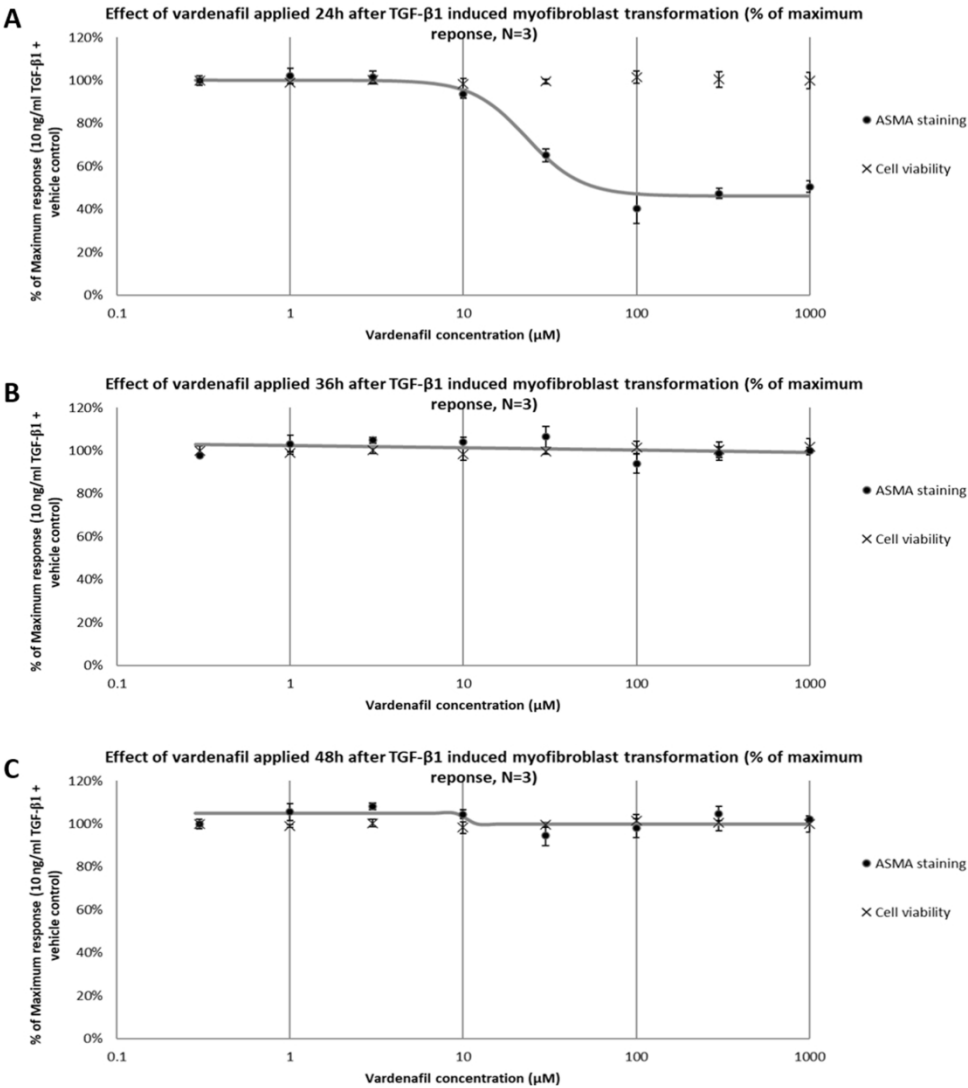 A
Effect of vardenafil applied 24h after TGF-β1 induced myofibroblast transformation (% of maximum
reponse, N=3)
% of Maximum response (10 ng/ml TGF-β1 +
vehicle control)
120%
100%
80%
60%
40%
20%
0%
0.1
1
10
100
1000
Vardenafil concentration (μM)
ASMA staining
Cell viability
B
Effect of vardenafil applied 36h after TGF-β1 induced myofibroblast transformation (% of maximum
reponse, N=3)
% of Maximum response (10 ng/ml TGF-β1 +
vehicle control)
120%
100%
80%
60%
40%
20%
0%
0.1
1
10
100
1000
Vardenafil concentration (μM)
ASMA staining
Cell viability
C
Effect of vardenafil applied 48h after TGF-β1 induced myofibroblast transformation (% of maximum
reponse, N=3)
% of Maximum response (10 ng/ml TGF-β1 +
vehicle control)
120%
100%
80%
60%
40%
20%
0%
0.1
1
10
100
1000
Vardenafil concentration (μM)
ASMA staining
Cell viability